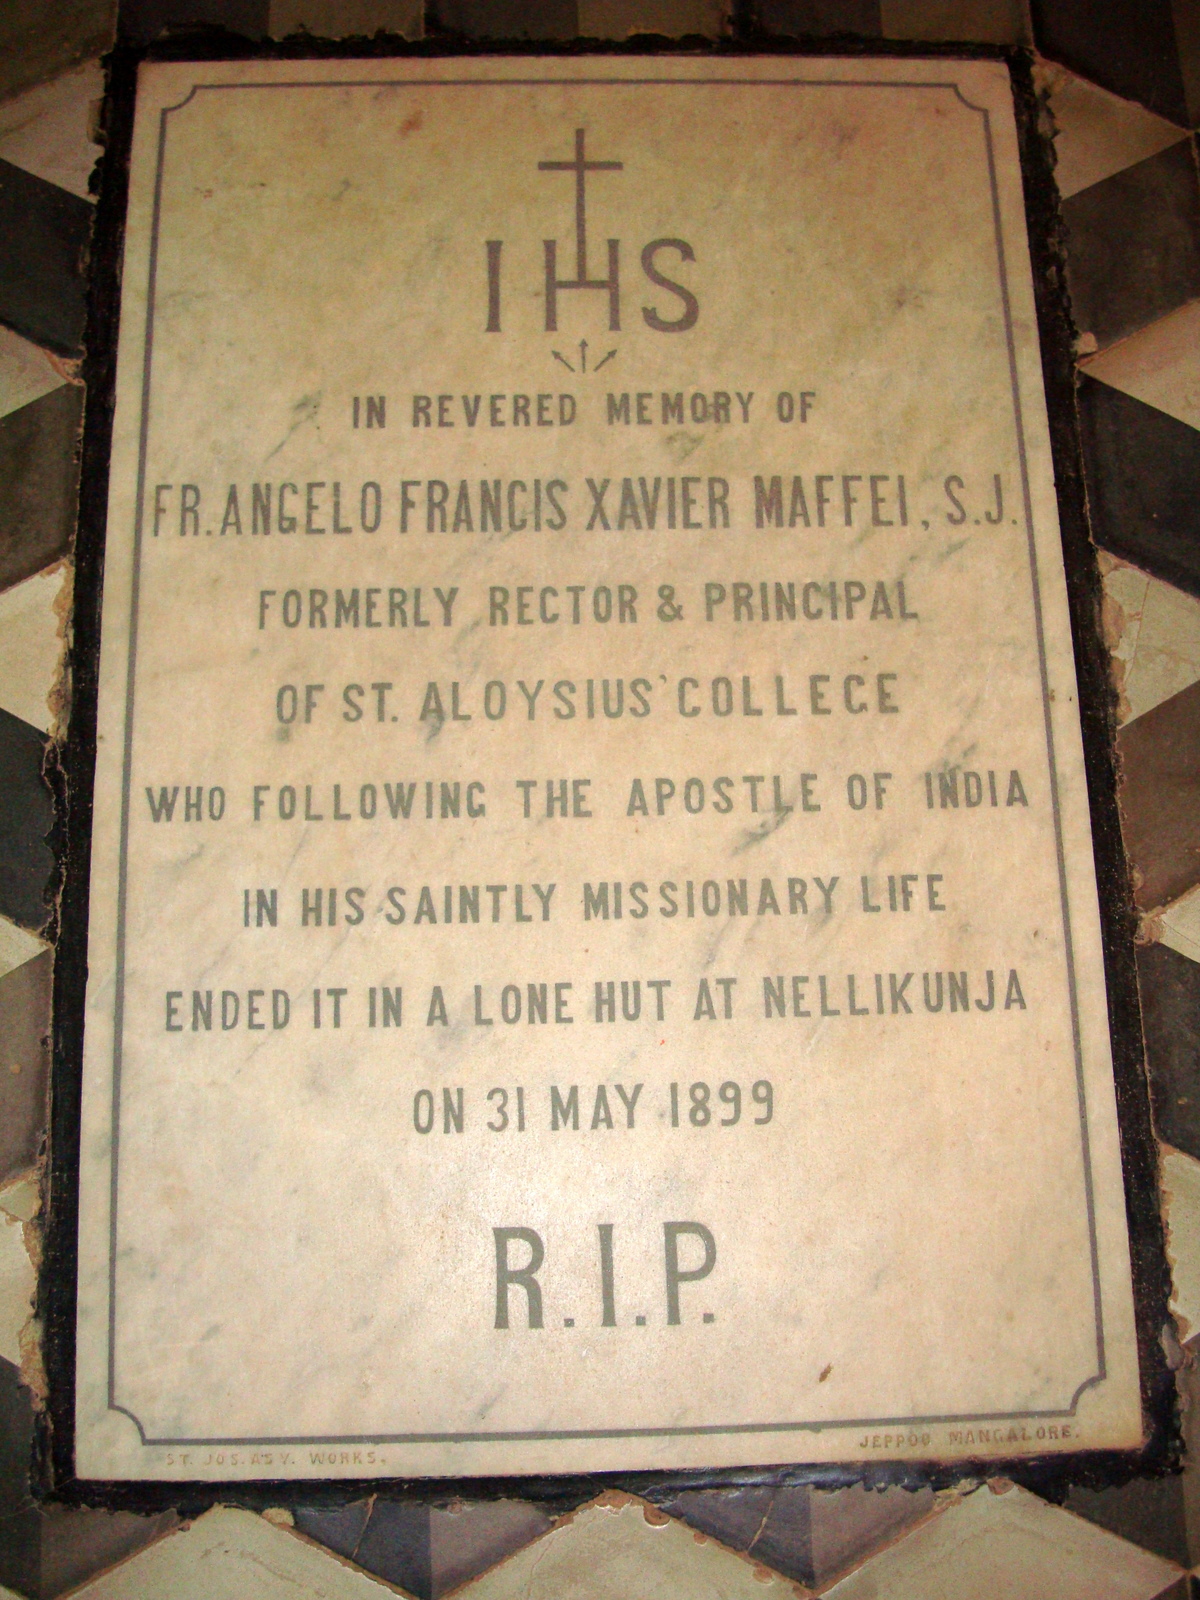 IHS
IN REVERED MEMORY OF
FR. ANGELO FRANCIS XAVIER MAFFEI, S.J.
FORMERLY RECTOR & PRINCIPAL
OF ST. ALOYSIUS' COLLEGE
WHO FOLLOWING THE APOSTLE OF INDIA
IN HIS SAINTLY MISSIONARY LIFE
ENDED IT IN A LONE HUT AT NELLIKUNJA
ON 31 MAY 1899
R.I.P.
ST. JOS. ASY. WORKS.
JEPPOO MANGALORE.